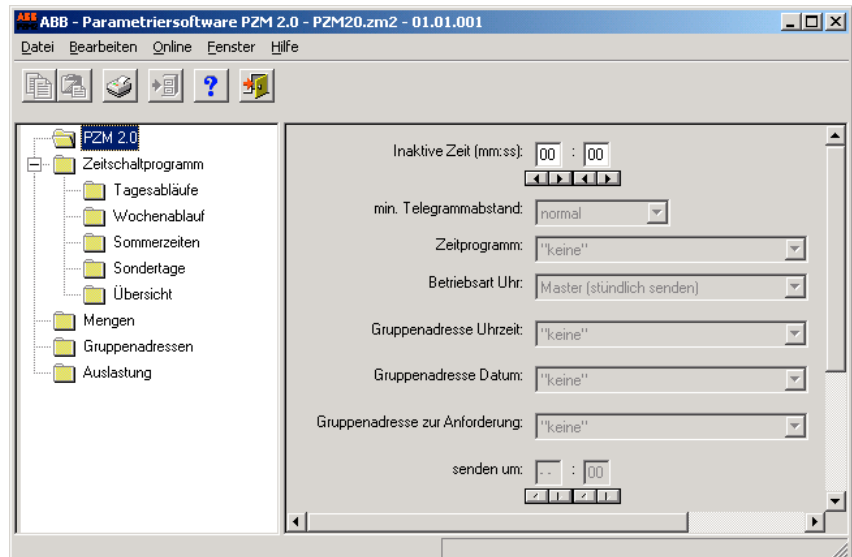 ABB - Parametriersoftware PZM 2.0 - PZM20.zm2 - 01.01.001
Datei Bearbeiten Online Fenster Hilfe
PZM 2.0
Zeitschaltprogramm
Tagesabläufe
Wochenablauf
Sommerzeiten
Sondertage
Übersicht
Mengen
Gruppenadressen
Auslastung
Inaktive Zeit (mm:ss): 00 : 00
min. Telegrammabstand: normal
Zeitprogramm: "keine"
Betriebsart Uhr: Master (stündlich senden)
Gruppenadresse Uhrzeit: "keine"
Gruppenadresse Datum: "keine"
Gruppenadresse zur Anforderung: "keine"
senden um: -- : 00